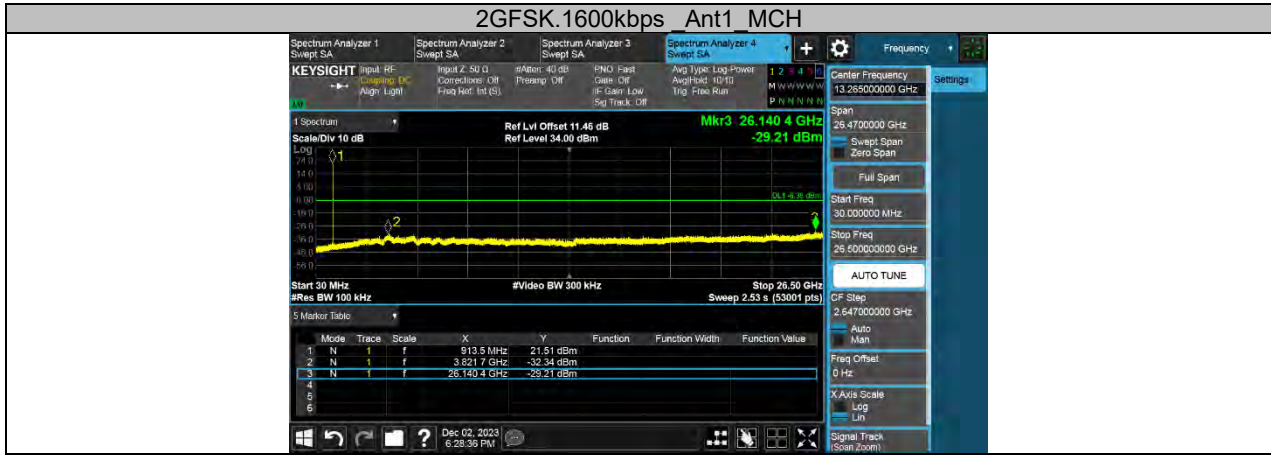 2GFSK.1600kbps _Ant1_MCH
Spectrum Analyzer 1
Swept SA
Spectrum Analyzer 2
Swept SA
Spectrum Analyzer 3
Swept SA
Spectrum Analyzer 4
Swept SA
+
Frequency
KEYSIGHT
Input: RF
Coupling: DC
Align: Light
Input Z: 50 Ω
Corrections: Off
Freq Ref: Int (S)
#Atten: 40 dB
Preamp: Off
PNO: Fast
Gate: Off
IF Gain: Low
Sig Track: Off
Avg Type: Log-Power
Avg|Hold: 10/10
Trig: Free Run
1 2 3 4 5 6
M W W W W W
P N N N N N
1 Spectrum
Scale/Div 10 dB
Ref Lvl Offset 11.46 dB
Ref Level 34.00 dBm
Mkr3 26.140 4 GHz
-29.21 dBm
Log
24.0
14.0
-16.0
-26.0
-36.0
-46.0
-56.0
1
2
3
Start 30 MHz
#Res BW 100 kHz
#Video BW 300 kHz
Stop 26.50 GHz
Sweep 2.53 s (53001 pts)
5 Marker Table
Mode Trace Scale X Y Function Function Width Function Value
1 N 1 f 913.5 MHz 21.51 dBm
2 N 1 f 3.821 7 GHz -32.34 dBm
3 N 1 f 26.140 4 GHz -29.21 dBm
4
5
6
Dec 02, 2023
6:28:36 PM
Center Frequency
13.265000000 GHz
Settings
Span
26.4700000 GHz
Swept Span
Zero Span
Full Span
Start Freq
30.000000 MHz
Stop Freq
26.500000000 GHz
AUTO TUNE
CF Step
2.647000000 GHz
Auto
Man
Freq Offset
0 Hz
X Axis Scale
Log
Lin
Signal Track
(Span Zoom)